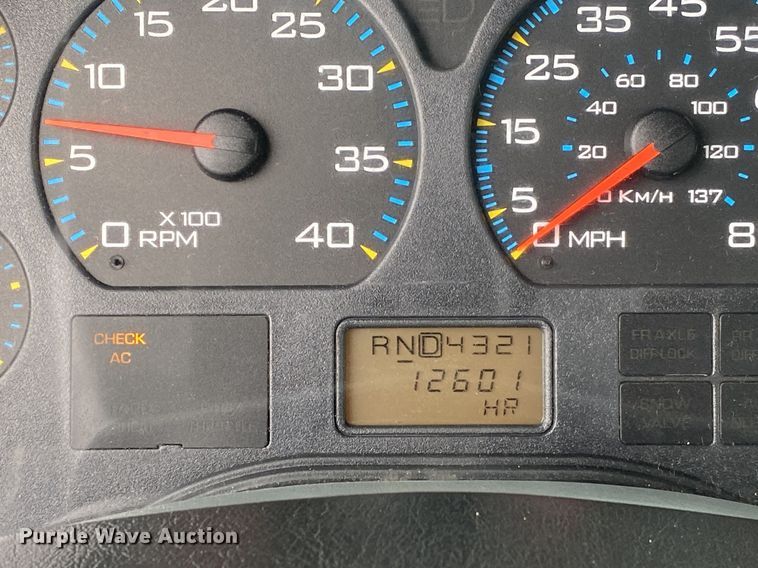 15 20 25 45 55
10 30 35 60 80
25 40 100
5 35 15 20 120
5 0 KM/H 137
X 100
0 RPM 40 0 MPH 8
CHECK
AC
RND4321
12601
HR
FR AXLE
DIFF LOCK
SNOW
VALVE
Purple Wave Auction